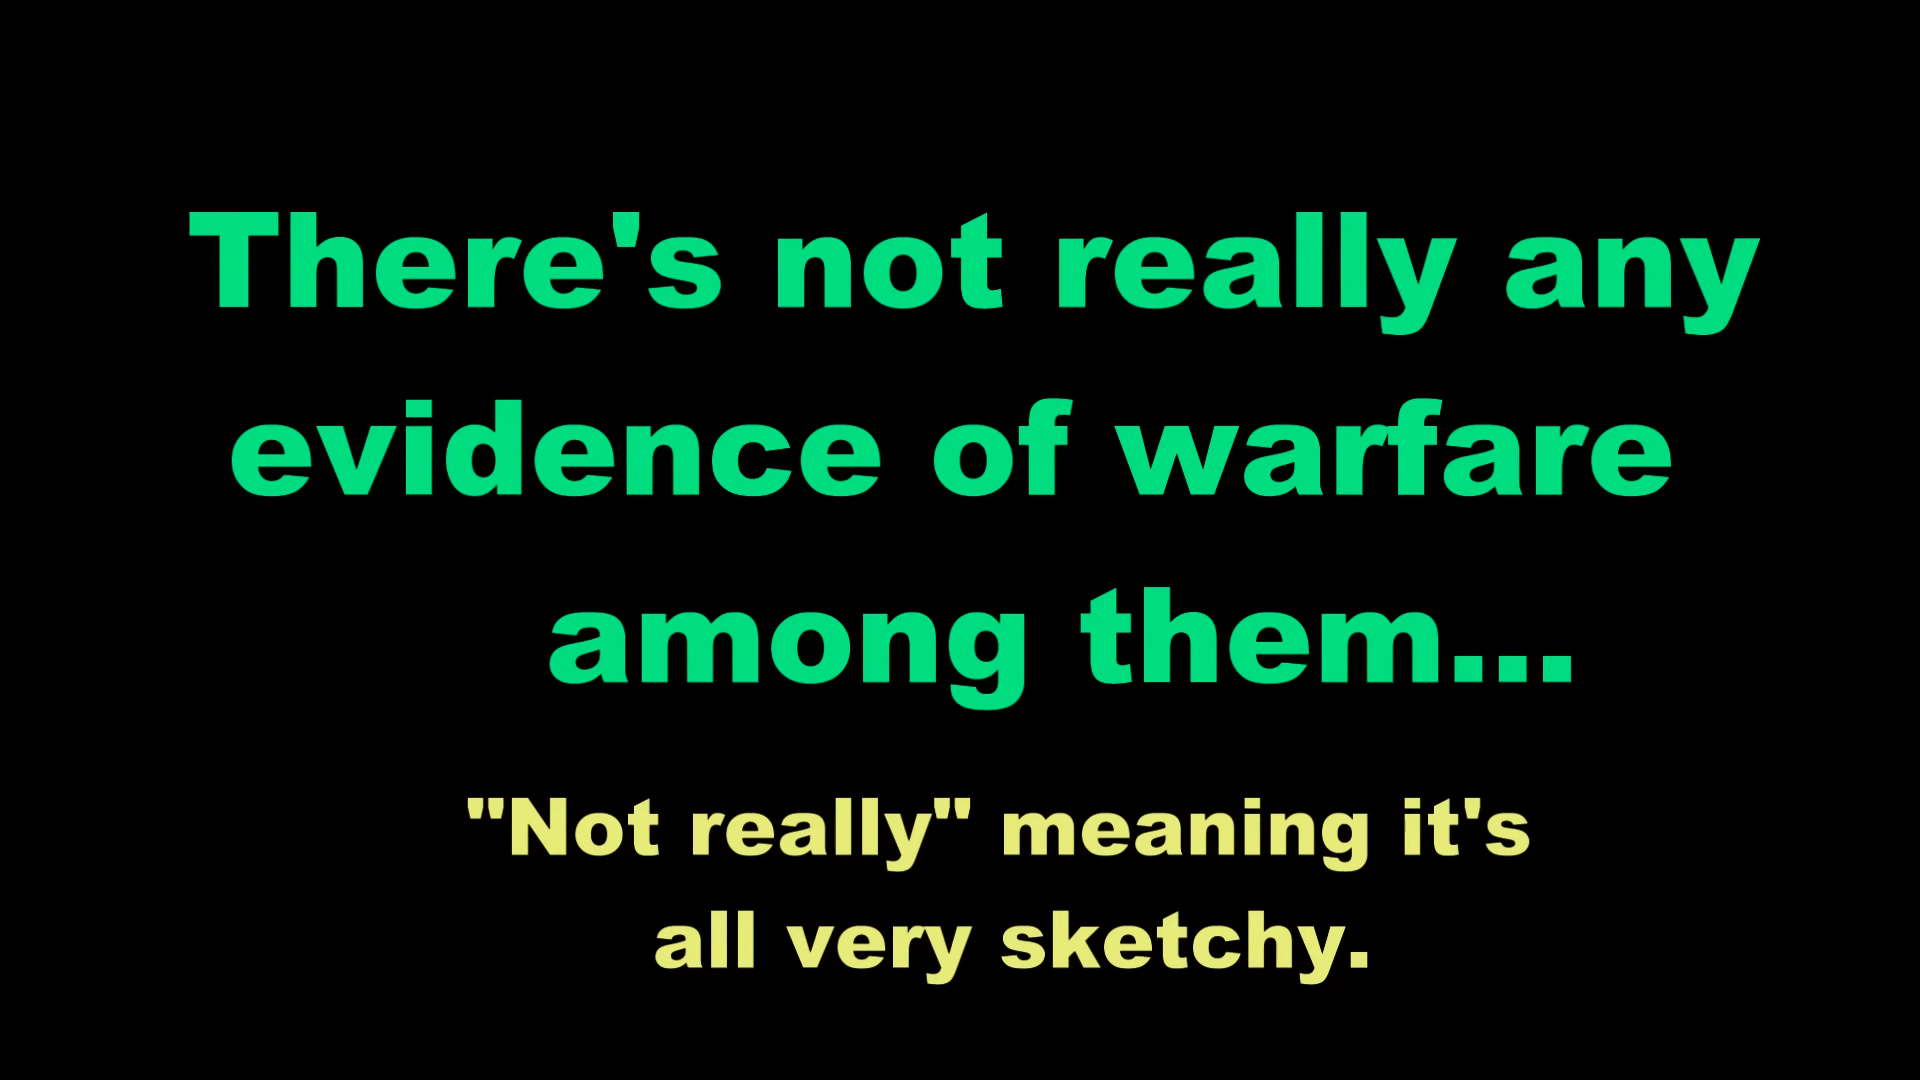 There's not really any
evidence of warfare
among them...
"Not really" meaning it's
all very sketchy.